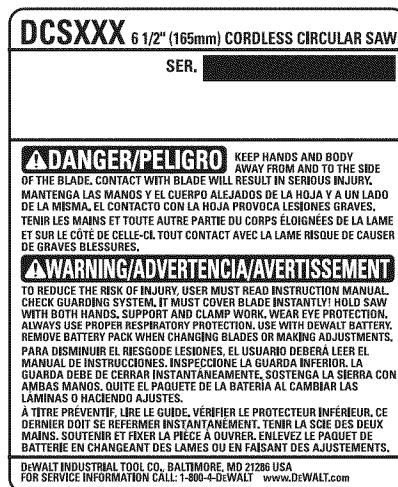 DCSXXX 6 1/2" (165mm) CORDLESS CIRCULAR SAW
SER.
DANGER/PELIGRO KEEP HANDS AND BODY
AWAY FROM AND TO THE SIDE
OF THE BLADE. CONTACT WITH BLADE WILL RESULT IN SERIOUS INJURY.
MANTENGA LAS MANOS Y EL CUERPO ALEJADOS DE LA HOJA Y A UN LADO
DE LA MISMA. EL CONTACTO CON LA HOJA PROVOCA LESIONES GRAVES.
TENIR LES MAINS ET TOUTE AUTRE PARTIE DU CORPS ÉLOIGNÉES DE LA LAME
ET SUR LE CÔTÉ DE CELLE-CI. TOUT CONTACT AVEC LA LAME RISQUE DE CAUSER
DE GRAVES BLESSURES.
WARNING/ADVERTENCIA/AVERTISSEMENT
TO REDUCE THE RISK OF INJURY, USER MUST READ INSTRUCTION MANUAL.
CHECK GUARDING SYSTEM, IT MUST COVER BLADE INSTANTLY! HOLD SAW
WITH BOTH HANDS. SUPPORT AND CLAMP WORK. WEAR EYE PROTECTION.
ALWAYS USE PROPER RESPIRATORY PROTECTION. USE WITH DEWALT BATTERY.
REMOVE BATTERY PACK WHEN CHANGING BLADES OR MAKING ADJUSTMENTS.
PARA DISMINUIR EL RIESGODE LESIONES, EL USUARIO DEBERÁ LEER EL
MANUAL DE INSTRUCCIONES. INSPECCIONE LA GUARDA INFERIOR. LA
GUARDA DEBE DE CERRAR INSTANTÁNEAMENTE. SOSTENGA LA SIERRA CON
AMBAS MANOS. QUITE EL PAQUETE DE LA BATERÍA AL CAMBIAR LAS
LÁMINAS O HACIENDO AJUSTES.
À TITRE PRÉVENTIF, LIRE LE GUIDE. VÉRIFIER LE PROTECTEUR INFÉRIEUR. CE
DERNIER DOIT SE REFERMER INSTANTANÉMENT. TENIR LA SCIE DES DEUX
MAINS. SOUTENIR ET FIXER LA PIÈCE À OUVRER. ENLEVEZ LE PAQUET DE
BATTERIE EN CHANGEANT DES LAMES OU EN FAISANT DES AJUSTEMENTS.
DEWALT INDUSTRIAL TOOL CO., BALTIMORE, MD 21286 USA
FOR SERVICE INFORMATION CALL: 1-800-4-DEWALT www.DEWALT.com